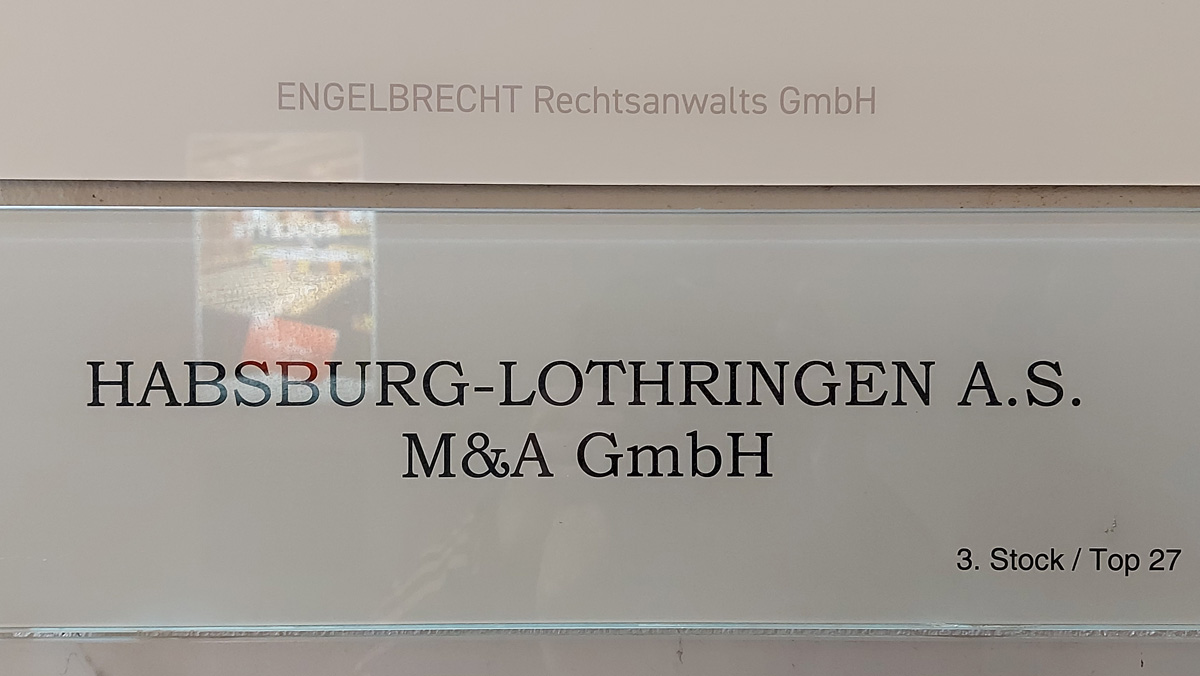 ENGELBRECHT Rechtsanwalts GmbH
HABSBURG-LOTHRINGEN A.S.
M&A GmbH
3. Stock / Top 27